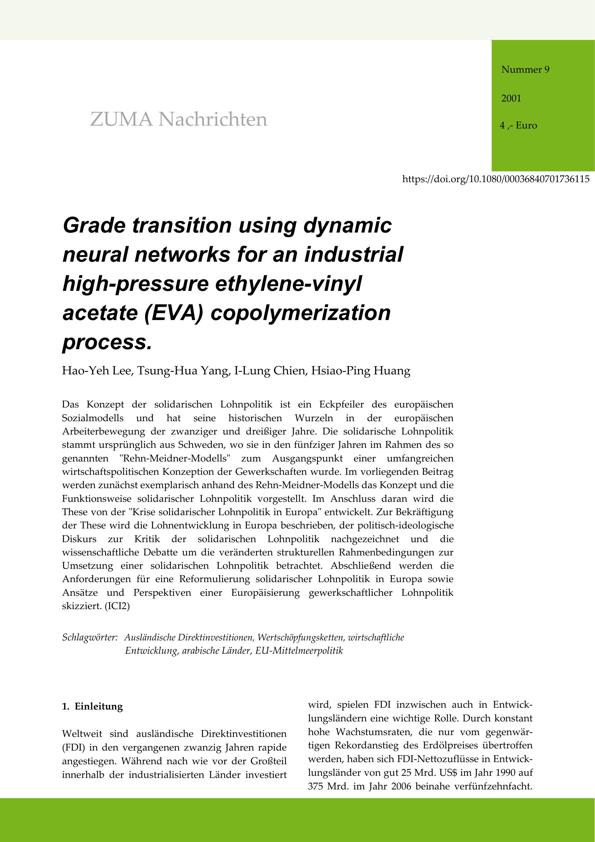 Nummer 9
2001
4 ,- Euro
ZUMA Nachrichten
https://doi.org/10.1080/00036840701736115
Grade transition using dynamic
neural networks for an industrial
high-pressure ethylene-vinyl
acetate (EVA) copolymerization
process.
Hao-Yeh Lee, Tsung-Hua Yang, I-Lung Chien, Hsiao-Ping Huang
Das Konzept der solidarischen Lohnpolitik ist ein Eckpfeiler des europäischen
Sozialmodells und hat seine historischen Wurzeln in der europäischen
Arbeiterbewegung der zwanziger und dreißiger Jahre. Die solidarische Lohnpolitik
stammt ursprünglich aus Schweden, wo sie in den fünfziger Jahren im Rahmen des so
genannten "Rehn-Meidner-Modells" zum Ausgangspunkt einer umfangreichen
wirtschaftspolitischen Konzeption der Gewerkschaften wurde. Im vorliegenden Beitrag
werden zunächst exemplarisch anhand des Rehn-Meidner-Modells das Konzept und die
Funktionsweise solidarischer Lohnpolitik vorgestellt. Im Anschluss daran wird die
These von der "Krise solidarischer Lohnpolitik in Europa" entwickelt. Zur Bekräftigung
der These wird die Lohnentwicklung in Europa beschrieben, der politisch-ideologische
Diskurs zur Kritik der solidarischen Lohnpolitik nachgezeichnet und die
wissenschaftliche Debatte um die veränderten strukturellen Rahmenbedingungen zur
Umsetzung einer solidarischen Lohnpolitik betrachtet. Abschließend werden die
Anforderungen für eine Reformulierung solidarischer Lohnpolitik in Europa sowie
Ansätze und Perspektiven einer Europäisierung gewerkschaftlicher Lohnpolitik
skizziert. (ICI2)
Schlagwörter: Ausländische Direktinvestitionen, Wertschöpfungsketten, wirtschaftliche
Entwicklung, arabische Länder, EU-Mittelmeerpolitik
1. Einleitung
Weltweit sind ausländische Direktinvestitionen
(FDI) in den vergangenen zwanzig Jahren rapide
angestiegen. Während nach wie vor der Großteil
innerhalb der industrialisierten Länder investiert
wird, spielen FDI inzwischen auch in Entwick-
lungsländern eine wichtige Rolle. Durch konstant
hohe Wachstumsraten, die nur vom gegenwär-
tigen Rekordanstieg des Erdölpreises übertroffen
werden, haben sich FDI-Nettozuflüsse in Entwick-
lungsländer von gut 25 Mrd. US$ im Jahr 1990 auf
375 Mrd. im Jahr 2006 beinahe verfünfzehnfacht.